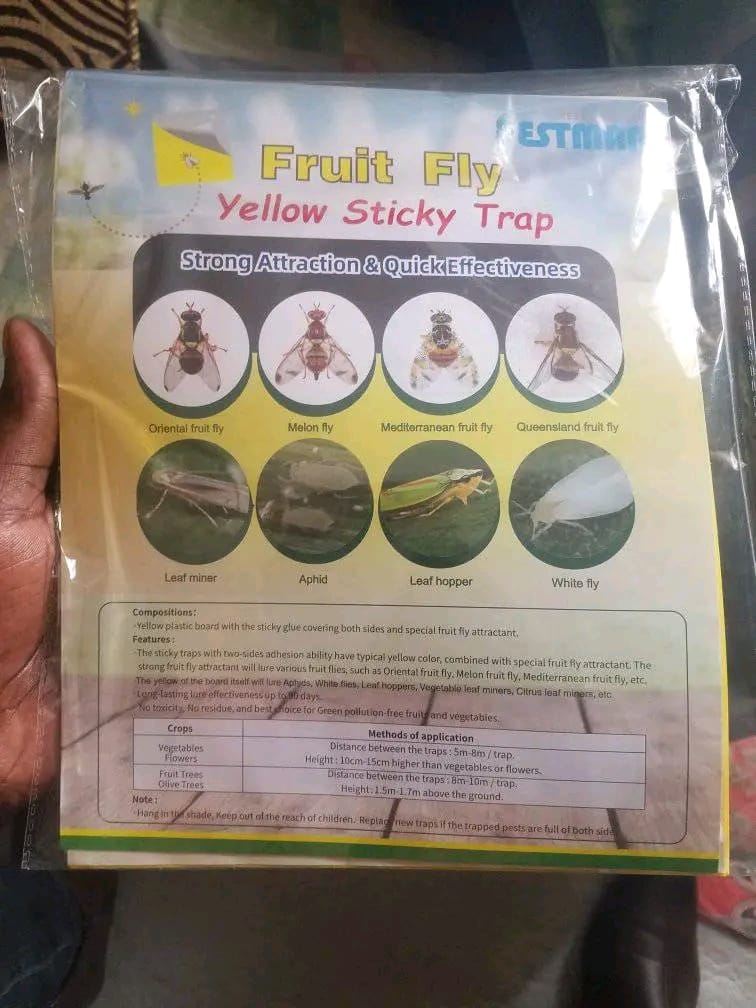 Fruit Fly
Yellow Sticky Trap
Strong Attraction & Quick Effectiveness
Oriental fruit fly Melon fly Mediterranean fruit fly Queensland fruit fly
Leaf miner Aphid Leaf hopper White fly
Compositions:
·Yellow plastic board with the sticky glue covering both sides and special fruit fly attractant.
Features:
·The sticky traps with two-sides adhesion ability have typical yellow color, combined with special fruit fly attractant. The
strong fruit fly attractant will lure various fruit flies, such as Oriental fruit fly, Melon fruit fly, Mediterranean fruit fly, etc.
The yellow of the board itself will lure Aphids, White flies, Leaf hoppers, Vegetable leaf miners, Citrus leaf miners, etc.
·Long-lasting lure effectiveness up to 90 days.
·No toxicity, No residue, and best choice for Green pollution-free fruits and vegetables.
Crops Methods of application
Vegetables Distance between the traps : 5m-8m / trap.
Flowers Height : 10cm-15cm higher than vegetables or flowers.
Fruit Trees Distance between the traps : 8m-10m / trap.
Olive Trees Height : 1.5m-1.7m above the ground.
Note :
·Hang in the shade, Keep out of the reach of children. Replace new traps if the trapped pests are full of both side